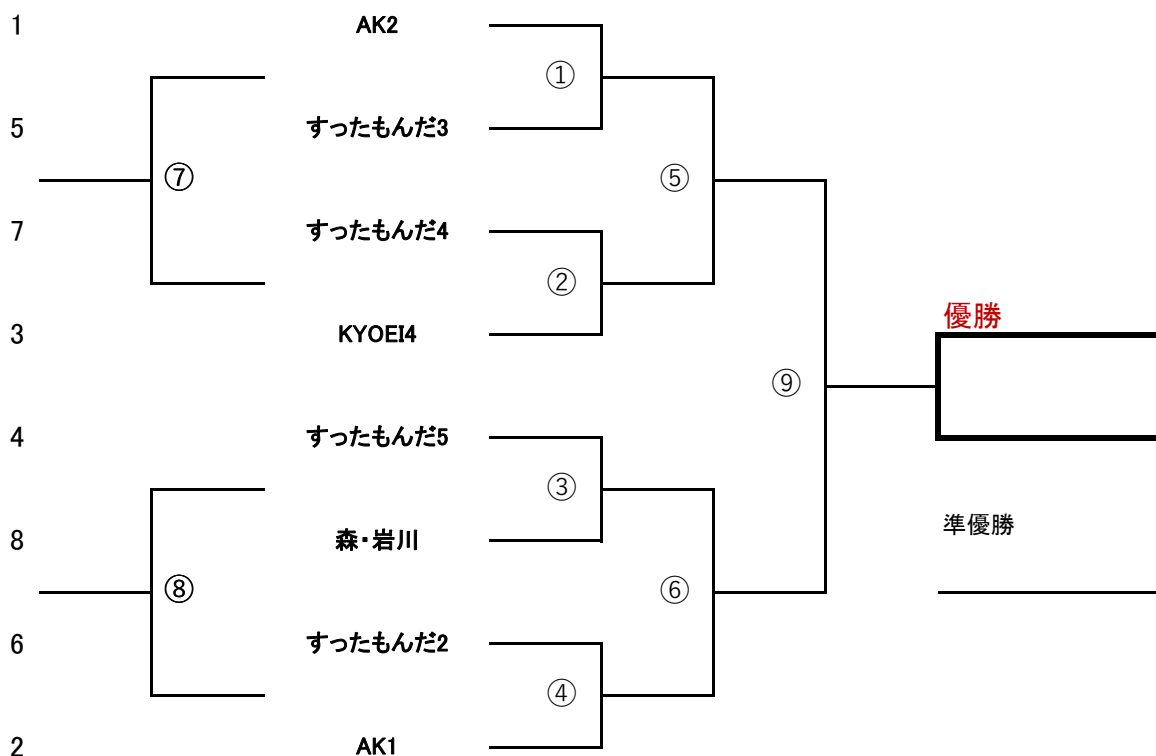 1 AK2
①
5 すったもんだ3
⑦ ⑤
7 すったもんだ4
②
3 KYOEI4
優勝
⑨
4 すったもんだ5
③
8 森・岩川
準優勝
⑧ ⑥
6 すったもんだ2
④
2 AK1